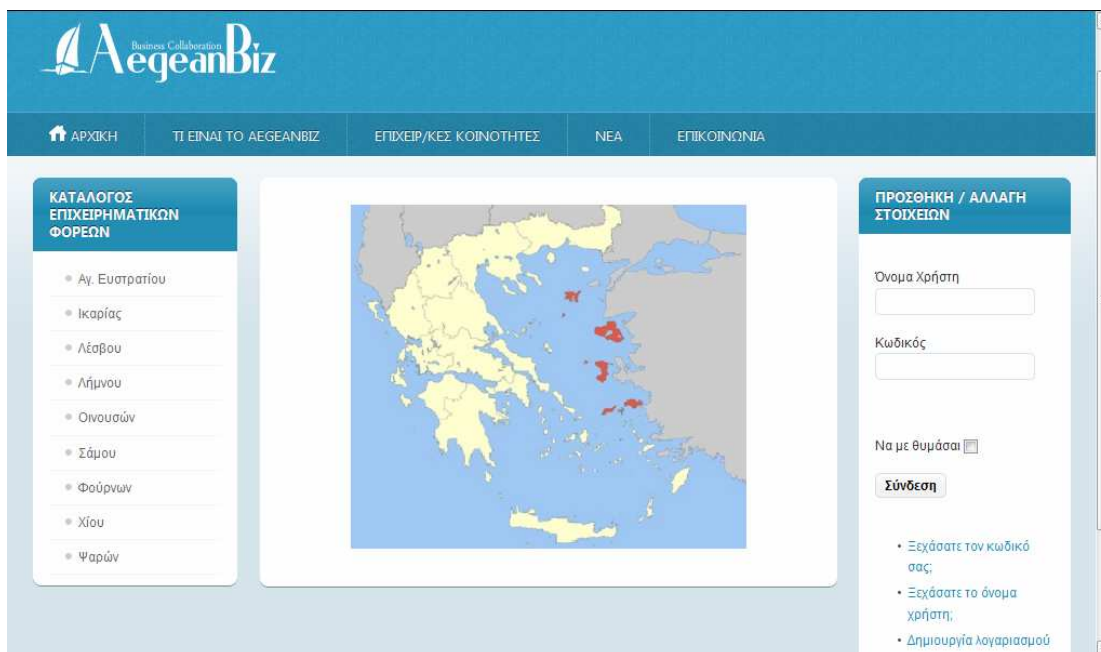 Business Collaboration
AegeanBiz
ΑΡΧΙΚΗ
ΤΙ ΕΙΝΑΙ ΤΟ AEGEANBIZ
ΕΠΙΧΕΙΡ/ΚΕΣ ΚΟΙΝΟΤΗΤΕΣ
ΝΕΑ
ΕΠΙΚΟΙΝΩΝΙΑ
ΚΑΤΑΛΟΓΟΣ
ΕΠΙΧΕΙΡΗΜΑΤΙΚΩΝ
ΦΟΡΕΩΝ
Αγ. Ευστρατίου
Ικαρίας
Λέσβου
Λήμνου
Οινουσών
Σάμου
Φούρνων
Χίου
Ψαρών
ΠΡΟΣΘΗΚΗ / ΑΛΛΑΓΗ
ΣΤΟΙΧΕΙΩΝ
Όνομα Χρήστη
Κωδικός
Να με θυμάσαι
Σύνδεση
Ξεχάσατε τον κωδικό
σας;
Ξεχάσατε το όνομα
χρήστη;
Δημιουργία λογαριασμού